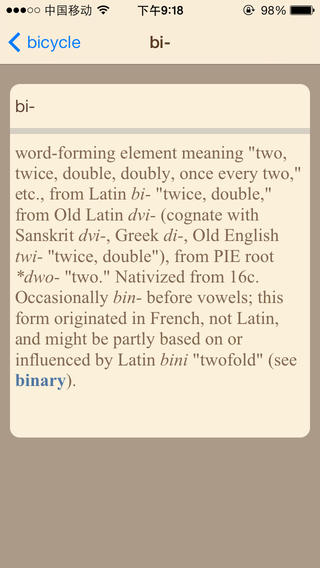 中国移动 下午9:18 98%
bicycle bi-
bi-
word-forming element meaning "two,
twice, double, doubly, once every two,"
etc., from Latin bi- "twice, double,"
from Old Latin dvi- (cognate with
Sanskrit dvi-, Greek di-, Old English
twi- "twice, double"), from PIE root
*dwo- "two." Nativized from 16c.
Occasionally bin- before vowels; this
form originated in French, not Latin,
and might be partly based on or
influenced by Latin bini "twofold" (see
binary).